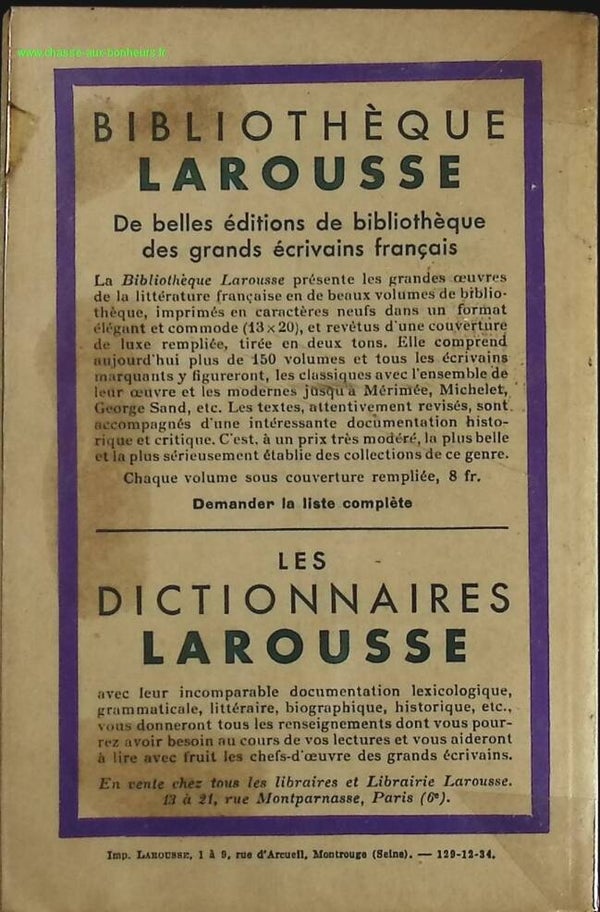 www.chasse-aux-bonheurs.fr
BIBLIOTHÈQUE
LAROUSSE
De belles éditions de bibliothèque
des grands écrivains français
La Bibliothèque Larousse présente les grandes œuvres
de la littérature française en de beaux volumes de biblio-
thèque, imprimés en caractères neufs dans un format
élégant et commode (13×20), et revêtus d'une couverture
de luxe rempliée, tirée en deux tons. Elle comprend
aujourd'hui plus de 150 volumes et tous les écrivains
marquants y figureront, les classiques avec l'ensemble de
leur œuvre et les modernes jusqu'à Mérimée, Michelet,
George Sand, etc. Les textes, attentivement revisés, sont
accompagnés d'une intéressante documentation histo-
rique et critique. C'est, à un prix très modéré, la plus belle
et la plus sérieusement établie des collections de ce genre.
Chaque volume sous couverture rempliée, 8 fr.
Demander la liste complète
LES
DICTIONNAIRES
LAROUSSE
avec leur incomparable documentation lexicologique,
grammaticale, littéraire, biographique, historique, etc.,
vous donneront tous les renseignements dont vous pour-
rez avoir besoin au cours de vos lectures et vous aideront
à lire avec fruit les chefs-d'œuvre des grands écrivains.
En vente chez tous les libraires et Librairie Larousse.
13 à 21, rue Montparnasse, Paris (6e).
Imp. LAROUSSE, 1 à 9, rue d'Arcueil, Montrouge (Seine). — 129-12-34.